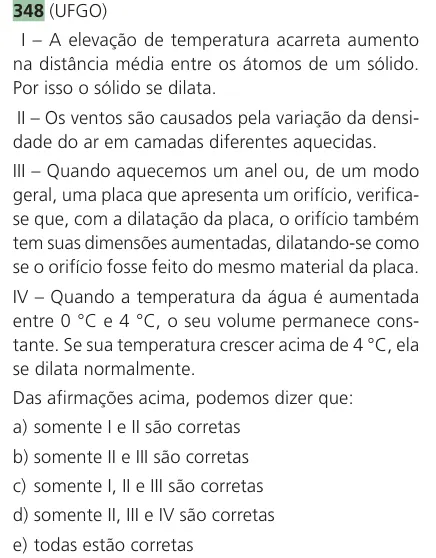 348 (UFGO)
I – A elevação de temperatura acarreta aumento
na distância média entre os átomos de um sólido.
Por isso o sólido se dilata.
II – Os ventos são causados pela variação da densi-
dade do ar em camadas diferentes aquecidas.
III – Quando aquecemos um anel ou, de um modo
geral, uma placa que apresenta um orifício, verifica-
se que, com a dilatação da placa, o orifício também
tem suas dimensões aumentadas, dilatando-se como
se o orifício fosse feito do mesmo material da placa.
IV – Quando a temperatura da água é aumentada
entre 0 °C e 4 °C, o seu volume permanece cons-
tante. Se sua temperatura crescer acima de 4 °C, ela
se dilata normalmente.
Das afirmações acima, podemos dizer que:
a) somente I e II são corretas
b) somente II e III são corretas
c) somente I, II e III são corretas
d) somente II, III e IV são corretas
e) todas estão corretas